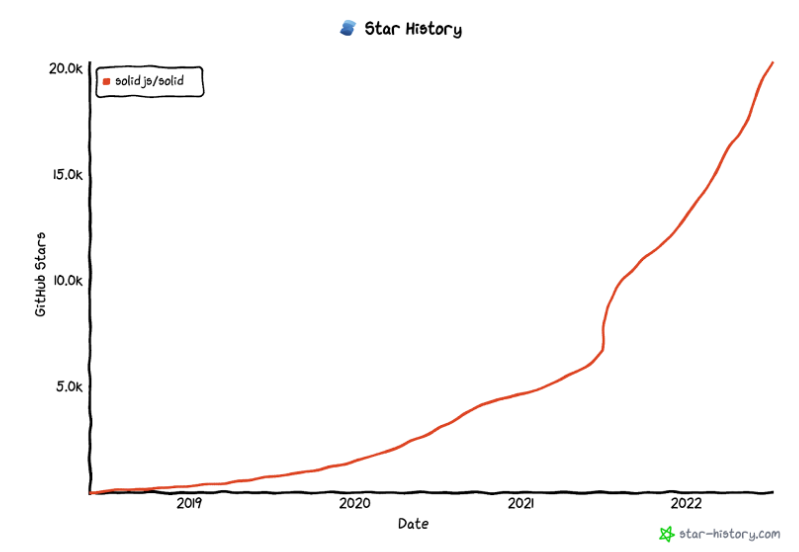 Star History
solidjs/solid
20.0k
15.0k
10.0k
5.0k
GitHub Stars
2019 2020 2021 2022
Date
star-history.com